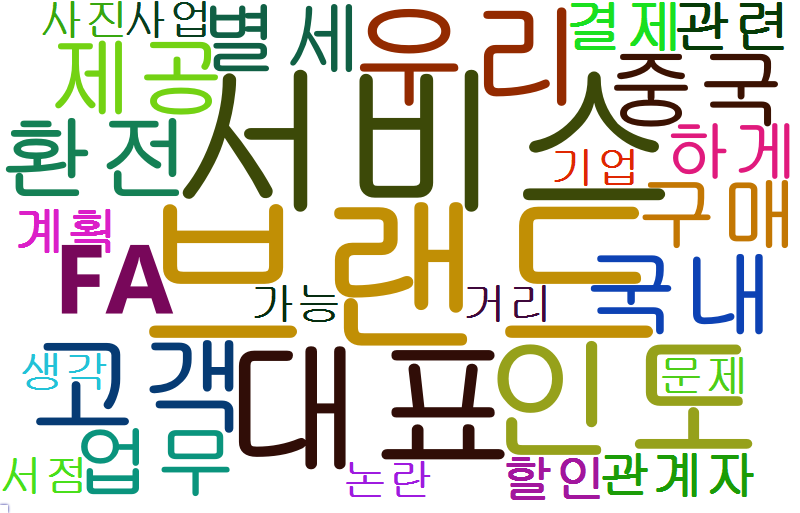 사진 사업 별세 우리 결제 관련
제공 서비스 중국
환전 기업 하게
계획 브랜드 구매
FA 가능 거리 국내
생각 고객 대표 인도 문제
서점 업무 논란 할인 관계자